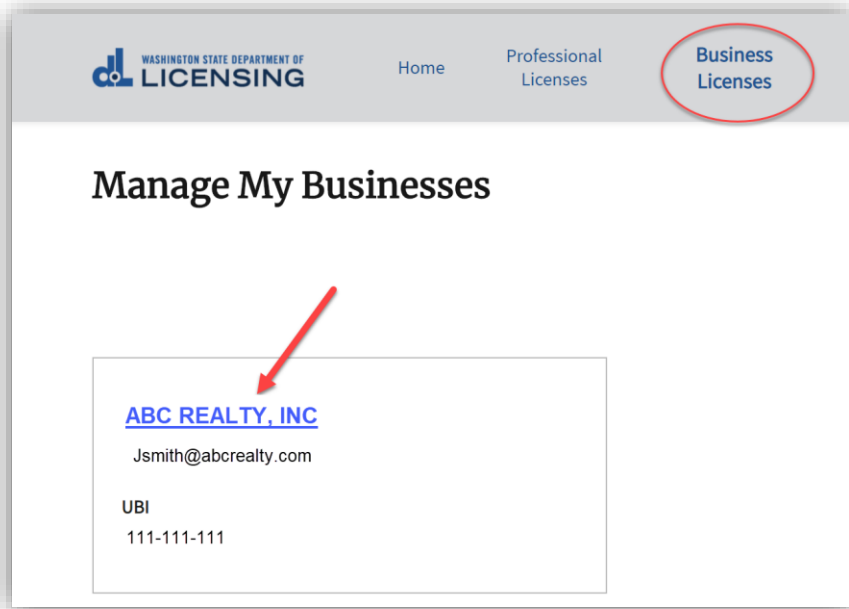 WASHINGTON STATE DEPARTMENT OF
LICENSING
Home
Professional
Licenses
Business
Licenses
Manage My Businesses
ABC REALTY, INC
Jsmith@abcrealty.com
UBI
111-111-111